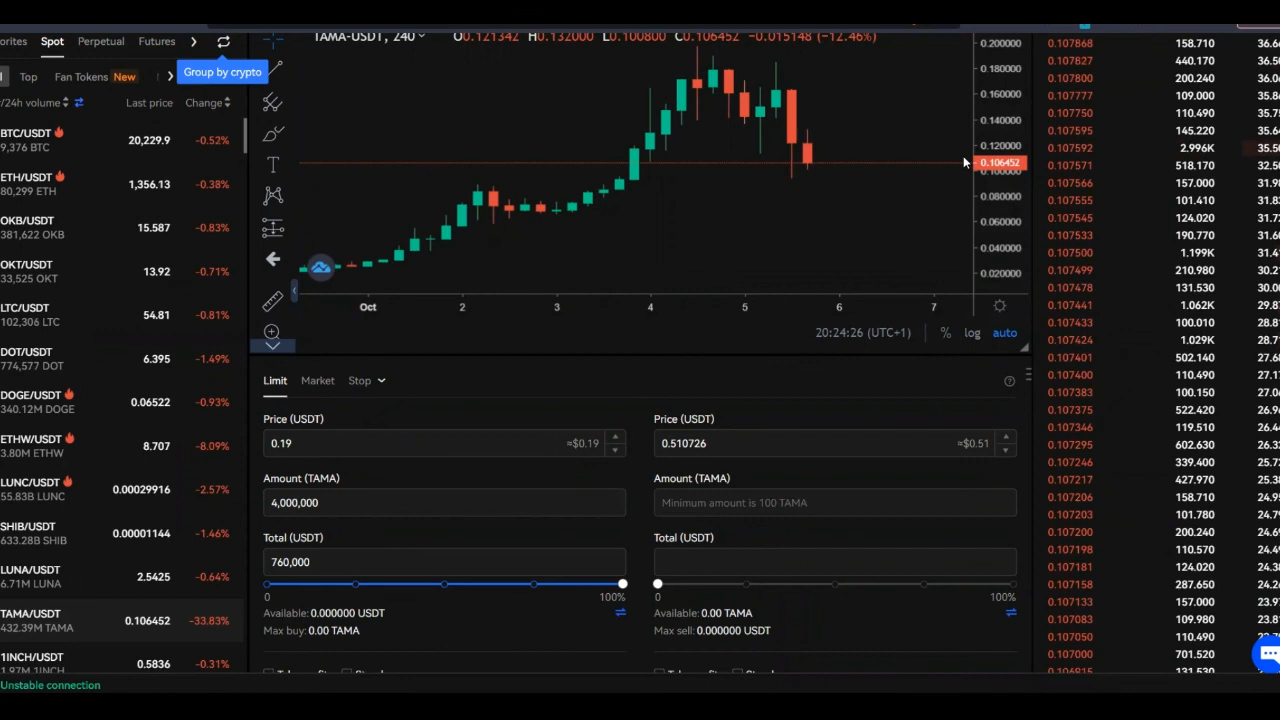 orites Spot Perpetual Futures
Top Fan Tokens New
Group by crypto
/24h volume Last price Change
BTC/USDT 20,229.9 -0.52%
9,376 BTC
ETH/USDT 1,356.13 -0.38%
80,299 ETH
OKB/USDT 15.587 -0.83%
381,622 OKB
OKT/USDT 13.92 -0.71%
33,525 OKT
LTC/USDT 54.81 -0.81%
102,306 LTC
DOT/USDT 6.395 -1.49%
774,577 DOT
DOGE/USDT 0.06522 -0.93%
340.12M DOGE
ETHW/USDT 8.707 -8.09%
3.80M ETHW
LUNC/USDT 0.00029916 -2.57%
55.83B LUNC
SHIB/USDT 0.00001144 -1.46%
633.28B SHIB
LUNA/USDT 2.5425 -0.64%
6.71M LUNA
TAMA/USDT 0.106452 -33.83%
432.39M TAMA
1INCH/USDT 0.5836 -0.31%
1.97M 1INCH
Unstable connection
TAMA-USDT, 240 O0.121342 H0.132000 L0.100800 C0.106452 -0.015148 (-12.46%)
0.200000
0.180000
0.160000
0.140000
0.120000
0.106452
0.100000
0.080000
0.060000
0.040000
0.020000
Oct 2 3 4 5 6 7
20:24:26 (UTC+1) % log auto
Limit Market Stop
Price (USDT)
0.19 ≈$0.19
Amount (TAMA)
4,000,000
Total (USDT)
760,000
0 100%
Available: 0.000000 USDT
Max buy: 0.00 TAMA
Price (USDT)
0.510726 ≈$0.51
Amount (TAMA)
Minimum amount is 100 TAMA
Total (USDT)
0 100%
Available: 0.00 TAMA
Max sell: 0.000000 USDT
0.107868 158.710 36.60
0.107827 440.170 36.5
0.107800 200.240 35.8
0.107777 109.000 35.8
0.107750 110.490 35.7
0.107595 145.220 35.6
0.107592 2.996K 35.50
0.107571 518.170 31.9
0.107566 157.000 31.8
0.107555 101.410 31.8
0.107545 124.020 31.8
0.107533 190.770 31.6
0.107500 1.199K 31.4
0.107499 210.980 30.2
0.107478 131.530 30.0
0.107441 1.062K 29.8
0.107433 100.010 28.8
0.107424 1.029K 28.7
0.107401 502.140 27.6
0.107400 110.490 27.1
0.107383 100.150 27.0
0.107375 522.420 26.9
0.107346 119.510 26.4
0.107295 602.630 26.3
0.107246 339.400 25.7
0.107217 427.970 25.3
0.107206 158.710 24.9
0.107203 101.780 24.7
0.107200 200.240 24.6
0.107198 110.570 24.4
0.107181 124.020 24.3
0.107158 287.650 24.2
0.107133 157.000 23.9
0.107083 109.980 23.8
0.107050 110.490 23.7
0.107000 701.520 23.5